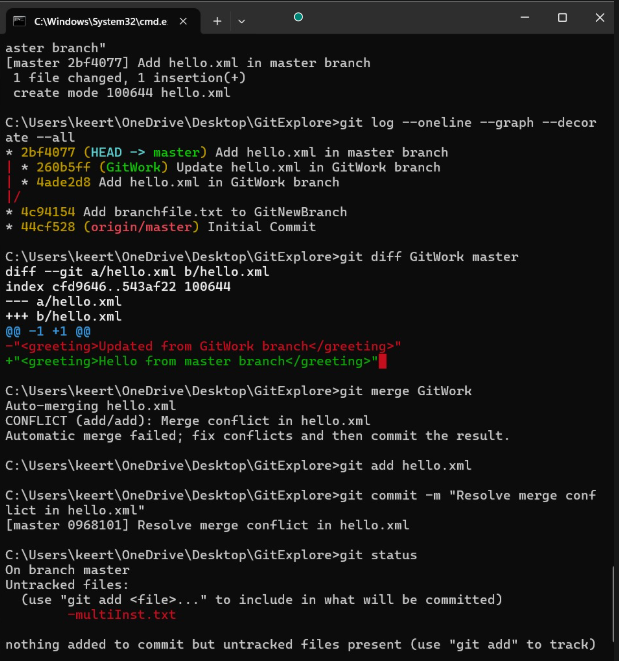 C:\Windows\System32\cmd.e
aster branch"
[master 2bf4077] Add hello.xml in master branch
 1 file changed, 1 insertion(+)
 create mode 100644 hello.xml
C:\Users\keert\OneDrive\Desktop\GitExplore>git log --oneline --graph --decor
ate --all
* 2bf4077 (HEAD -> master) Add hello.xml in master branch
| * 260b5ff (GitWork) Update hello.xml in GitWork branch
| * 4ade2d8 Add hello.xml in GitWork branch
|/
* 4c94154 Add branchfile.txt to GitNewBranch
* 44cf528 (origin/master) Initial Commit
C:\Users\keert\OneDrive\Desktop\GitExplore>git diff GitWork master
diff --git a/hello.xml b/hello.xml
index cfd9646..543af22 100644
--- a/hello.xml
+++ b/hello.xml
@@ -1 +1 @@
-"<greeting>Updated from GitWork branch</greeting>"
+"<greeting>Hello from master branch</greeting>"
C:\Users\keert\OneDrive\Desktop\GitExplore>git merge GitWork
Auto-merging hello.xml
CONFLICT (add/add): Merge conflict in hello.xml
Automatic merge failed; fix conflicts and then commit the result.
C:\Users\keert\OneDrive\Desktop\GitExplore>git add hello.xml
C:\Users\keert\OneDrive\Desktop\GitExplore>git commit -m "Resolve merge conf
lict in hello.xml"
[master 0968101] Resolve merge conflict in hello.xml
C:\Users\keert\OneDrive\Desktop\GitExplore>git status
On branch master
Untracked files:
  (use "git add <file>..." to include in what will be committed)
        -multiInst.txt
nothing added to commit but untracked files present (use "git add" to track)